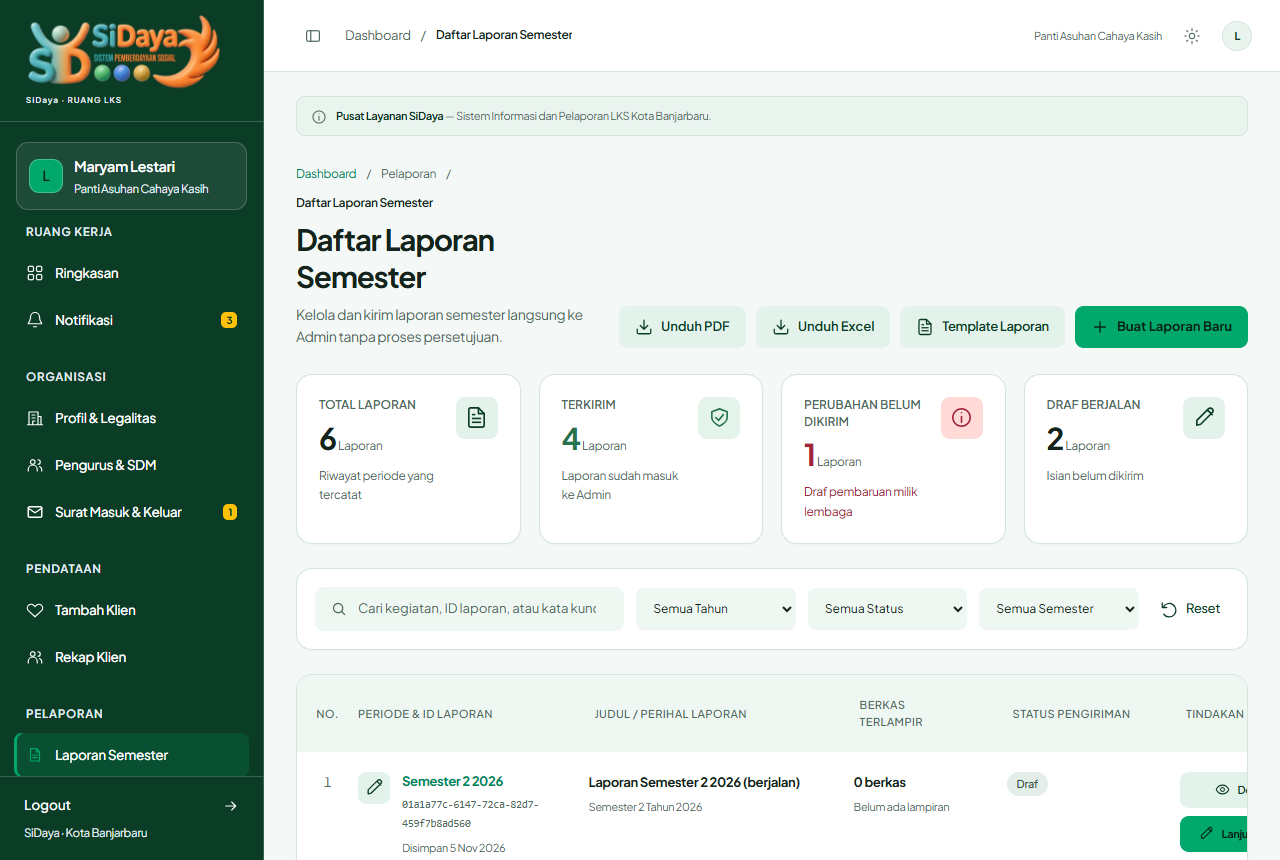 SiDaya
SISTEM PEMBERDAYAAN SOSIAL
SiDaya · RUANG LKS
L
Maryam Lestari
Panti Asuhan Cahaya Kasih
RUANG KERJA
Ringkasan
Notifikasi 3
ORGANISASI
Profil & Legalitas
Pengurus & SDM
Surat Masuk & Keluar 1
PENDATAAN
Tambah Klien
Rekap Klien
PELAPORAN
Laporan Semester
Logout
SiDaya · Kota Banjarbaru
Dashboard / Daftar Laporan Semester
Panti Asuhan Cahaya Kasih L
Pusat Layanan SiDaya — Sistem Informasi dan Pelaporan LKS Kota Banjarbaru.
Dashboard / Pelaporan /
Daftar Laporan Semester
Daftar Laporan
Semester
Kelola dan kirim laporan semester langsung ke
Admin tanpa proses persetujuan.
Unduh PDF
Unduh Excel
Template Laporan
Buat Laporan Baru
TOTAL LAPORAN
6 Laporan
Riwayat periode yang
tercatat
TERKIRIM
4 Laporan
Laporan sudah masuk
ke Admin
PERUBAHAN BELUM
DIKIRIM
1 Laporan
Draf pembaruan milik
lembaga
DRAF BERJALAN
2 Laporan
Isian belum dikirim
Cari kegiatan, ID laporan, atau kata
Semua Tahun
Semua Status
Semua Semester
Reset
NO. PERIODE & ID LAPORAN JUDUL / PERIHAL LAPORAN BERKAS TERLAMPIR STATUS PENGIRIMAN TINDAKAN
1
Semester 2 2026
01a1a77c-6147-72ca-82d7-
459f7b8ad560
Disimpan 5 Nov 2026
Laporan Semester 2 2026 (berjalan)
Semester 2 Tahun 2026
0 berkas
Belum ada lampiran
Draf